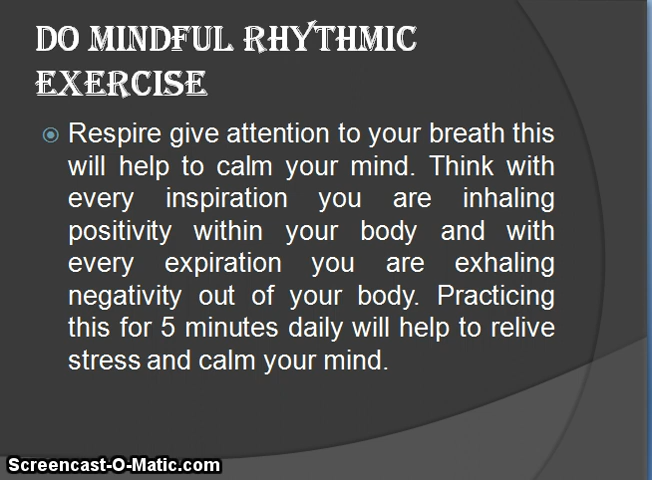 DO MINDFUL RHYTHMIC
EXERCISE
Respire give attention to your breath this
will help to calm your mind. Think with
every inspiration you are inhaling
positivity within your body and with
every expiration you are exhaling
negativity out of your body. Practicing
this for 5 minutes daily will help to relive
stress and calm your mind.
Screencast-O-Matic.com